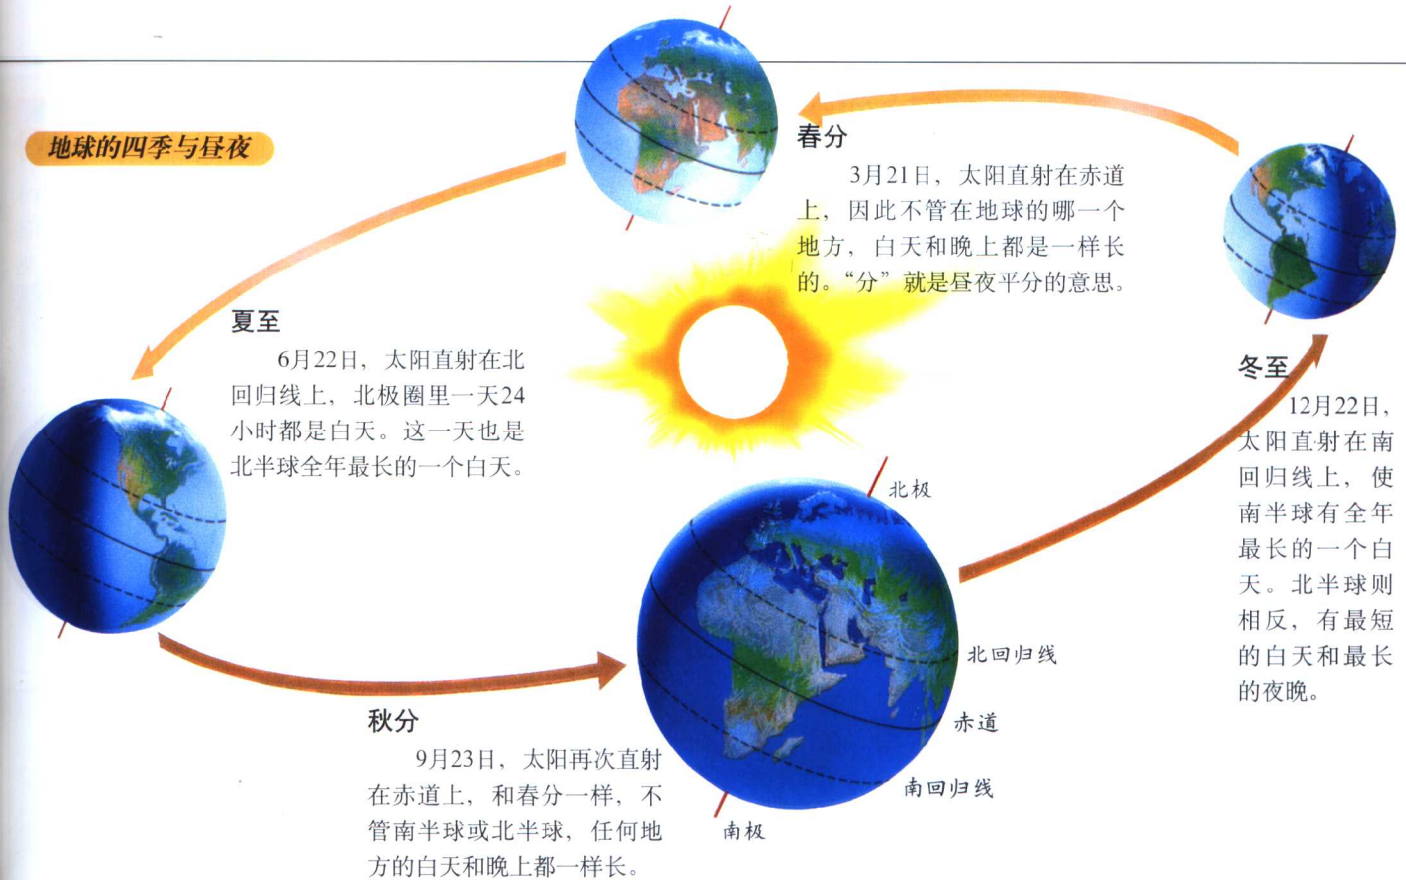 地球的四季与昼夜
春分
3月21日，太阳直射在赤道
上，因此不管在地球的哪一个
地方，白天和晚上都是一样长
的。“分”就是昼夜平分的意思。
夏至
6月22日，太阳直射在北
回归线上，北极圈里一天24
小时都是白天。这一天也是
北半球全年最长的一个白天。
冬至
12月22日，
太阳直射在南
回归线上，使
南半球有全年
最长的一个白
天。北半球则
相反，有最短
的白天和最长
的夜晚。
北极
北回归线
赤道
南回归线
南极
秋分
9月23日，太阳再次直射
在赤道上，和春分一样，不
管南半球或北半球，任何地
方的白天和晚上都一样长。